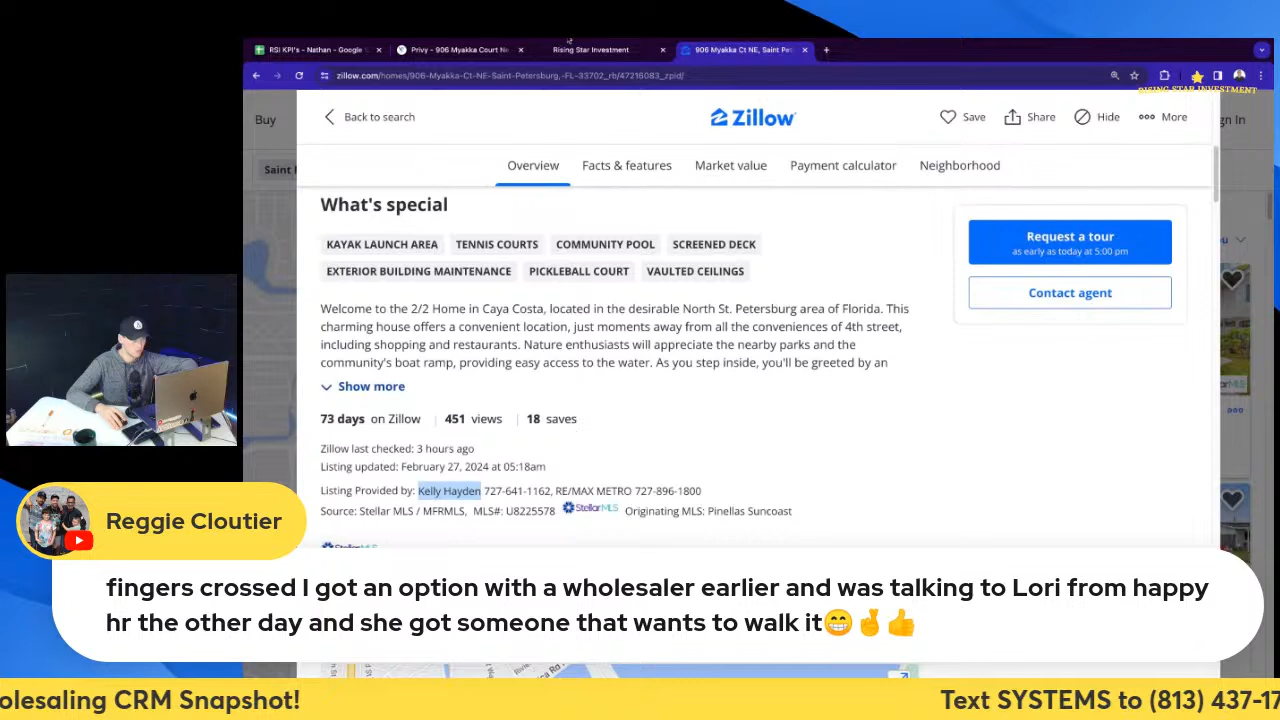 RSI KPI's - Nathan - Google S
Privy - 906 Myakka Court Ne
Rising Star Investment
906 Myakka Ct NE, Saint Pet
zillow.com/homes/906-Myakka-Ct-NE-Saint-Petersburg,-FL-33702_rb/47216083_zpid/
RISING STAR INVESTMENT
Buy
Back to search
Zillow
Save
Share
Hide
More
gn In
Saint
Overview
Facts & features
Market value
Payment calculator
Neighborhood
What's special
KAYAK LAUNCH AREA
TENNIS COURTS
COMMUNITY POOL
SCREENED DECK
EXTERIOR BUILDING MAINTENANCE
PICKLEBALL COURT
VAULTED CEILINGS
Request a tour
as early as today at 5:00 pm
Contact agent
Welcome to the 2/2 Home in Caya Costa, located in the desirable North St. Petersburg area of Florida. This
charming house offers a convenient location, just moments away from all the conveniences of 4th street,
including shopping and restaurants. Nature enthusiasts will appreciate the nearby parks and the
community's boat ramp, providing easy access to the water. As you step inside, you'll be greeted by an
Show more
73 days on Zillow
451 views
18 saves
Zillow last checked: 3 hours ago
Listing updated: February 27, 2024 at 05:18am
Listing Provided by: Kelly Hayden 727-641-1162, RE/MAX METRO 727-896-1800
Source: Stellar MLS / MFRMLS, MLS#: U8225578 StellarMLS Originating MLS: Pinellas Suncoast
Reggie Cloutier
fingers crossed I got an option with a wholesaler earlier and was talking to Lori from happy
hr the other day and she got someone that wants to walk it😁🤞👍
olesaling CRM Snapshot!
Text SYSTEMS to (813) 437-17